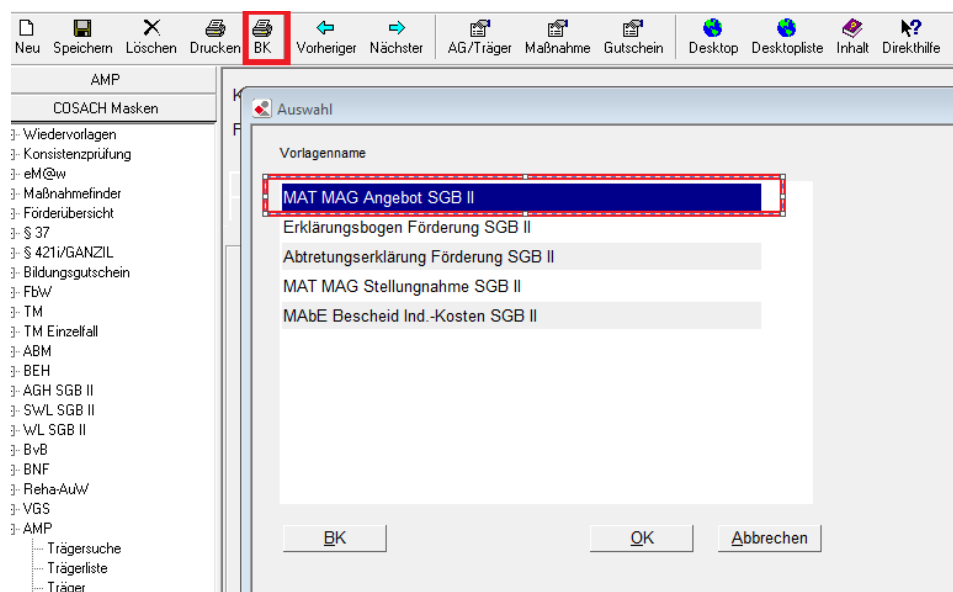 Neu Speichern Löschen Drucken BK Vorheriger Nächster AG/Träger Maßnahme Gutschein Desktop Desktopliste Inhalt Direkthilfe
AMP
COSACH Masken
Wiedervorlagen
Konsistenzprüfung
eM@w
Maßnahmefinder
Förderübersicht
§ 37
§ 421i/GANZIL
Bildungsgutschein
FbW
TM
TM Einzelfall
ABM
BEH
AGH SGB II
SWL SGB II
WL SGB II
BvB
BNF
Reha-AuW
VGS
AMP
Trägersuche
Trägerliste
Träger
K
F
Auswahl
Vorlagenname
MAT MAG Angebot SGB II
Erklärungsbogen Förderung SGB II
Abtretungserklärung Förderung SGB II
MAT MAG Stellungnahme SGB II
MAbE Bescheid Ind.-Kosten SGB II
BK OK Abbrechen